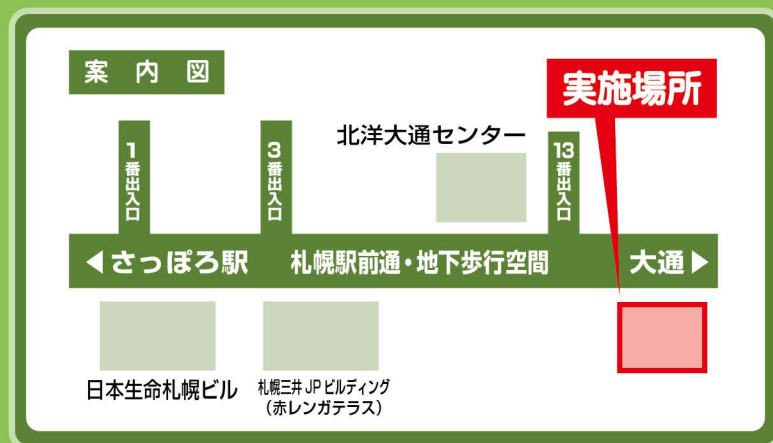 案内図
実施場所
北洋大通センター
1番出入口
3番出入口
13番出入口
◀さっぽろ駅
札幌駅前通・地下歩行空間
大通▶
日本生命札幌ビル
札幌三井JPビルディング
(赤レンガテラス)